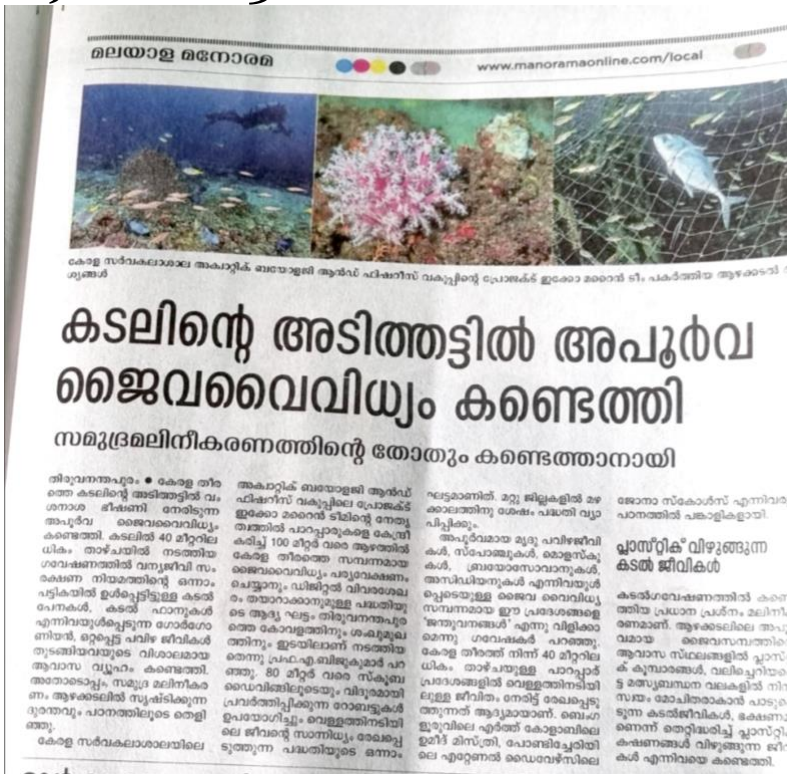 മലയാള മനോരമ
www.manoramaonline.com/local
കേരള സർവകലാശാല അക്വാറ്റിക് ബയോളജി ആൻഡ് ഫിഷറീസ് വകുപ്പിന്റെ പ്രോജക്ട് ഇക്കോ മറൈൻ ടീം പകർത്തിയ ആഴക്കടൽ ദൃ
ശ്യങ്ങൾ
കടലിന്റെ അടിത്തട്ടിൽ അപൂർവ
ജൈവവൈവിധ്യം കണ്ടെത്തി
സമുദ്രമലിനീകരണത്തിന്റെ തോതും കണ്ടെത്താനായി
തിരുവനന്തപുരം ● കേരള തീര
ത്തെ കടലിന്റെ അടിത്തട്ടിൽ വം
ശനാശ ഭീഷണി നേരിടുന്ന
അപൂർവ ജൈവവൈവിധ്യം
കണ്ടെത്തി. കടലിൽ 40 മീറ്ററില
ധികം താഴ്ചയിൽ നടത്തിയ
ഗവേഷണത്തിൽ വന്യജീവി സം
രക്ഷണ നിയമത്തിന്റെ ഒന്നാം
പട്ടികയിൽ ഉൾപ്പെട്ടിട്ടുള്ള കടൽ
പേനകൾ, കടൽ ഫാനുകൾ
എന്നിവയുൾപ്പെടുന്ന ഗോർഗോ
ണിയൻ, ഒറ്റപ്പെട്ട പവിഴ ജീവികൾ
തുടങ്ങിയവയുടെ വിശാലമായ
ആവാസ വ്യൂഹം കണ്ടെത്തി.
അതോടൊപ്പം, സമുദ്ര മലിനീകര
ണം ആഴക്കടലിൽ സൃഷ്ടിക്കുന്ന
ദുരന്തവും പഠനത്തിലൂടെ തെളി
ഞ്ഞു.
കേരള സർവകലാശാലയിലെ
അക്വാറ്റിക് ബയോളജി ആൻഡ്
ഫിഷറീസ് വകുപ്പിലെ പ്രോജക്ട്
ഇക്കോ മറൈൻ ടീമിന്റെ നേതൃ
ത്വത്തിൽ പാറപ്പാരുകളെ കേന്ദ്രീ
കരിച്ച് 100 മീറ്റർ വരെ ആഴത്തിൽ
കേരള തീരത്തെ സമ്പന്നമായ
ജൈവവൈവിധ്യം പര്യവേക്ഷണം
ചെയ്യാനും ഡിജിറ്റൽ വിവരശേഖ
രം തയാറാക്കാനുമുള്ള പദ്ധതിയു
ടെ ആദ്യ ഘട്ടം തിരുവനന്തപുര
ത്തെ കോവളത്തിനും ശംഖുമുഖ
ത്തിനും ഇടയിലാണ് നടത്തിയ
തെന്നു പ്രഫ.എ.ബിജുകുമാർ പറ
ഞ്ഞു. 80 മീറ്റർ വരെ സ്കൂബ
ഡൈവിങ്ങിലൂടെയും വിദൂരമായി
പ്രവർത്തിപ്പിക്കുന്ന റോബട്ടുകൾ
ഉപയോഗിച്ചും വെള്ളത്തിനടിയി
ലെ ജീവന്റെ സാന്നിധ്യം രേഖപ്പെ
ടുത്തുന്ന പദ്ധതിയുടെ ഒന്നാം
ഘട്ടമാണിത്. മറ്റു ജില്ലകളിൽ മഴ
ക്കാലത്തിനു ശേഷം പദ്ധതി വ്യാ
പിപ്പിക്കും.
അപൂർവമായ മൃദു പവിഴജീവി
കൾ, സ്പോഞ്ചുകൾ, മൊളസ്കു
കൾ, ബ്രയോസോവാനുകൾ,
അസിഡിയനുകൾ എന്നിവയുൾ
പ്പെടെയുള്ള ജൈവ വൈവിധ്യ
സമ്പന്നമായ ഈ പ്രദേശങ്ങളെ
'ജന്തുവനങ്ങൾ' എന്നു വിളിക്കാ
മെന്നു ഗവേഷകർ പറഞ്ഞു.
കേരള തീരത്ത് നിന്ന് 40 മീറ്ററില
ധികം താഴ്ചയുള്ള പാറപ്പാർ
പ്രദേശങ്ങളിൽ വെള്ളത്തിനടിയി
ലുള്ള ജീവിതം നേരിട്ട് രേഖപ്പെടു
ത്തുന്നത് ആദ്യമായാണ്. ബെംഗ
ളൂരുവിലെ എർത്ത് കോളാബിലെ
ഉമീദ് മിസ്ത്രി, പോണ്ടിച്ചേരിയി
ലെ എറ്റേണൽ ഡൈവേഴ്സിലെ
ജോനാ സ്കോൾസ് എന്നിവര
പഠനത്തിൽ പങ്കാളികളായി.
പ്ലാസ്റ്റിക് വിഴുങ്ങുന്ന
കടൽ ജീവികൾ
കടൽഗവേഷണത്തിൽ കണ്ടെ
ത്തിയ പ്രധാന പ്രശ്നം മലിനീ
രണമാണ്. ആഴക്കടലിലെ അപൂ
വമായ ജൈവസമ്പത്തി
ആവാസ സ്ഥലങ്ങളിൽ പ്ലാസ്
ക് കൂമ്പാരങ്ങൾ, വലിച്ചെറിയ
ട്ട മത്സ്യബന്ധന വലകളിൽ നി
സ്വയം മോചിതരാകാൻ പാടു
ടുന്ന കടൽജീവികൾ, ഭക്ഷണ
ണെന്ന് തെറ്റിദ്ധരിച്ച് പ്ലാസ്റ്റി
കഷണങ്ങൾ വിഴുങ്ങുന്ന ജീ
കൾ എന്നിവയെ കണ്ടെത്തി.